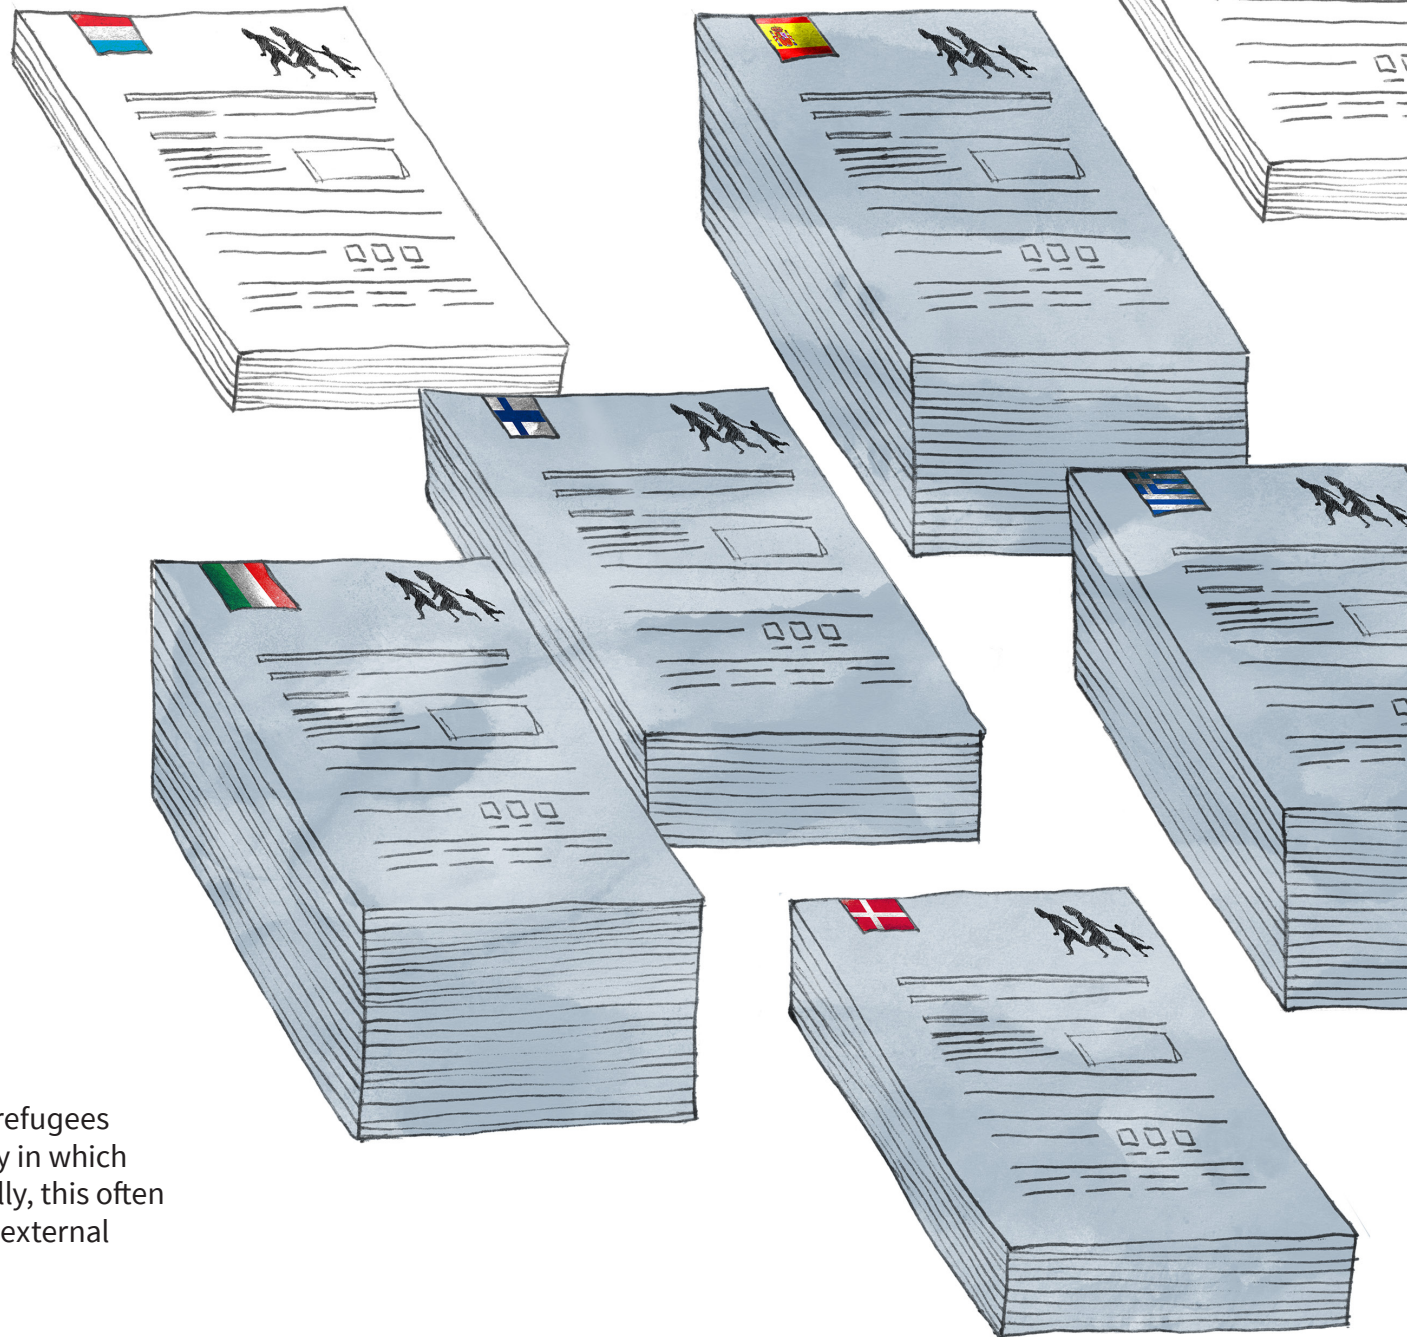 refugees
y in which
lly, this often
external